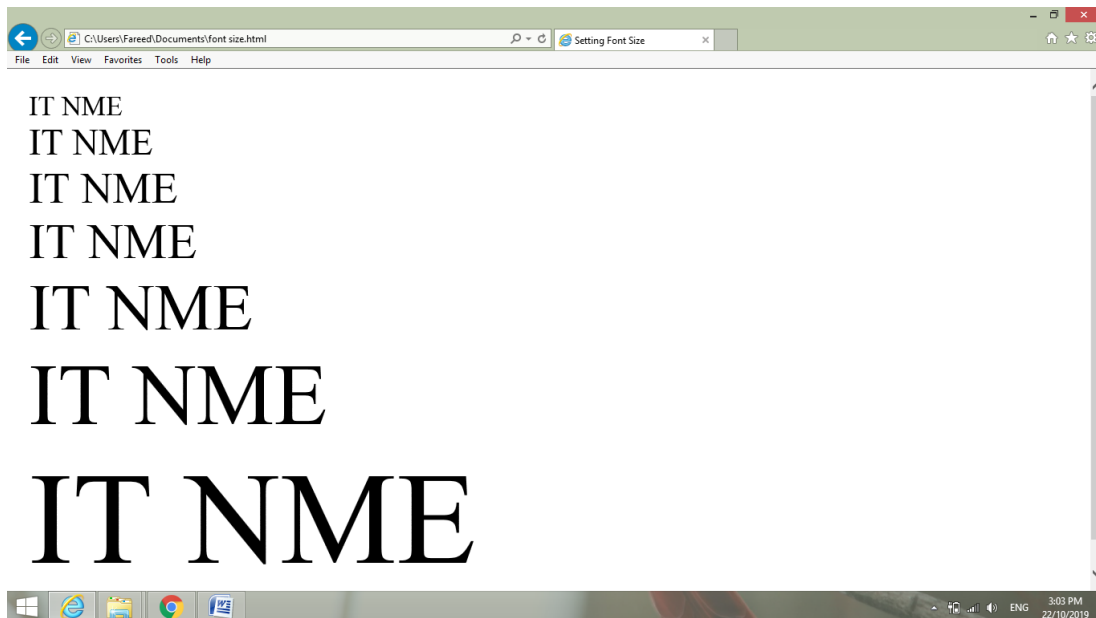 C:\Users\Fareed\Documents\font size.html
Setting Font Size
File Edit View Favorites Tools Help
IT NME
IT NME
IT NME
IT NME
IT NME
IT NME
IT NME
ENG
3:03 PM
22/10/2019